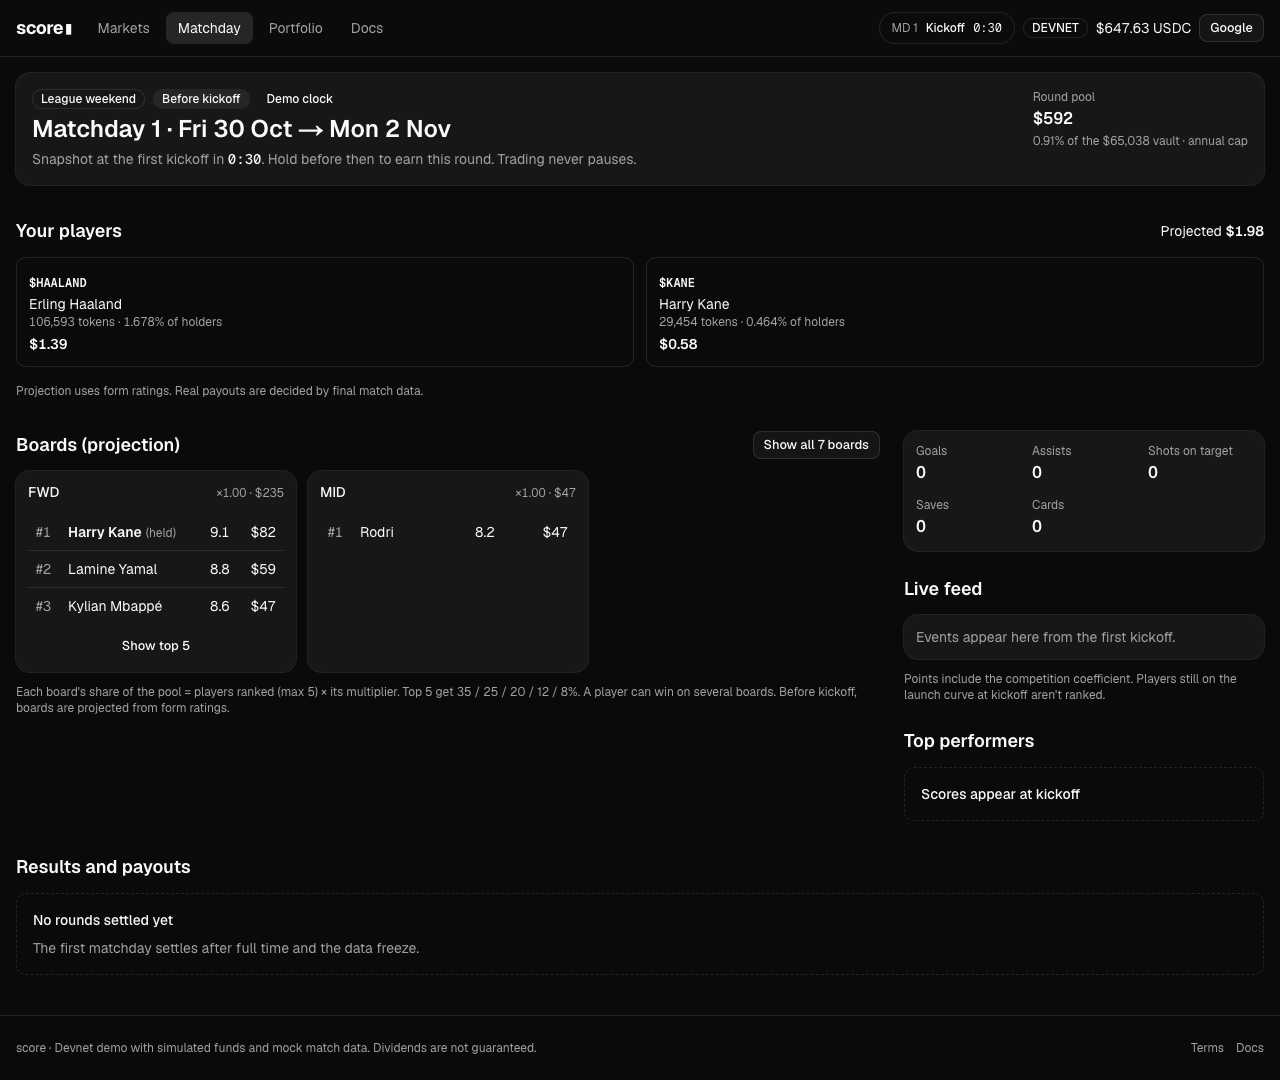 score
Markets
Matchday
Portfolio
Docs
MD 1 Kickoff 0:30
DEVNET
$647.63 USDC
Google
League weekend
Before kickoff
Demo clock
Matchday 1 · Fri 30 Oct → Mon 2 Nov
Snapshot at the first kickoff in 0:30. Hold before then to earn this round. Trading never pauses.
Round pool
$592
0.91% of the $65,038 vault · annual cap
Your players
Projected $1.98
$HAALAND
Erling Haaland
106,593 tokens · 1.678% of holders
$1.39
$KANE
Harry Kane
29,454 tokens · 0.464% of holders
$0.58
Projection uses form ratings. Real payouts are decided by final match data.
Boards (projection)
Show all 7 boards
FWD ×1.00 · $235
#1 Harry Kane (held) 9.1 $82
#2 Lamine Yamal 8.8 $59
#3 Kylian Mbappé 8.6 $47
Show top 5
MID ×1.00 · $47
#1 Rodri 8.2 $47
Each board's share of the pool = players ranked (max 5) × its multiplier. Top 5 get 35 / 25 / 20 / 12 / 8%. A player can win on several boards. Before kickoff,
boards are projected from form ratings.
Goals
0
Assists
0
Shots on target
0
Saves
0
Cards
0
Live feed
Events appear here from the first kickoff.
Points include the competition coefficient. Players still on the
launch curve at kickoff aren't ranked.
Top performers
Scores appear at kickoff
Results and payouts
No rounds settled yet
The first matchday settles after full time and the data freeze.
score · Devnet demo with simulated funds and mock match data. Dividends are not guaranteed.
Terms
Docs